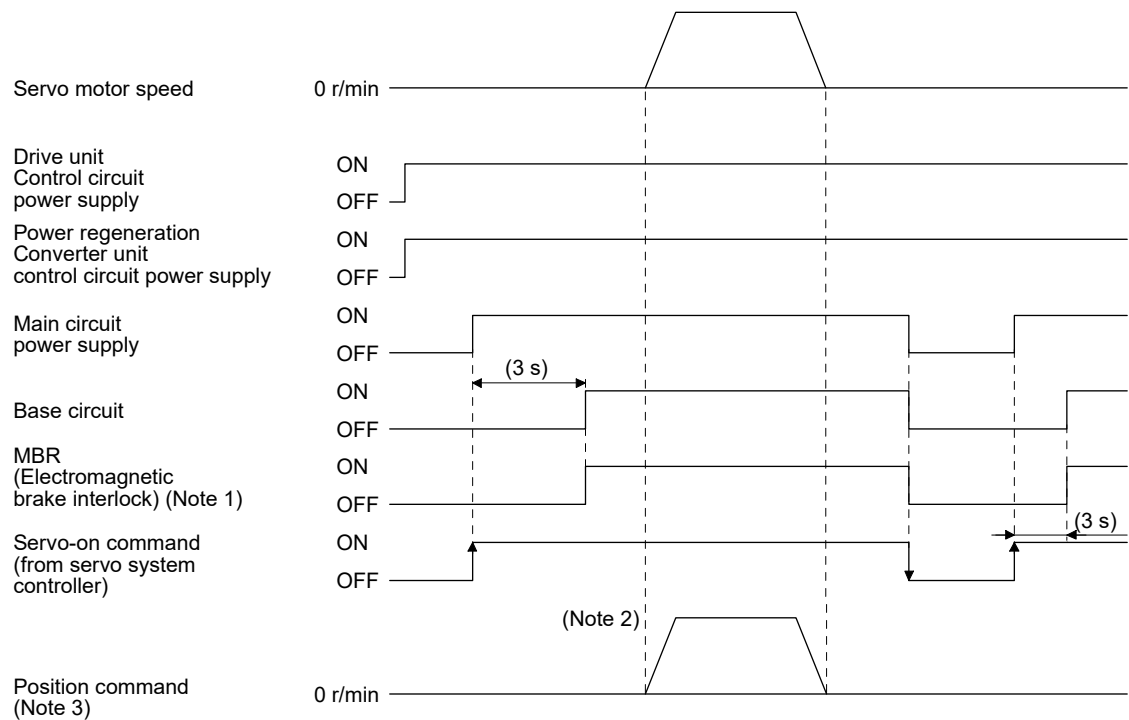 Servo motor speed
0 r/min
Drive unit
Control circuit
power supply
ON
OFF
Power regeneration
Converter unit
control circuit power supply
ON
OFF
Main circuit
power supply
ON
OFF
(3 s)
Base circuit
ON
OFF
MBR
(Electromagnetic
brake interlock) (Note 1)
ON
OFF
(3 s)
Servo-on command
(from servo system
controller)
ON
OFF
(Note 2)
Position command
(Note 3)
0 r/min